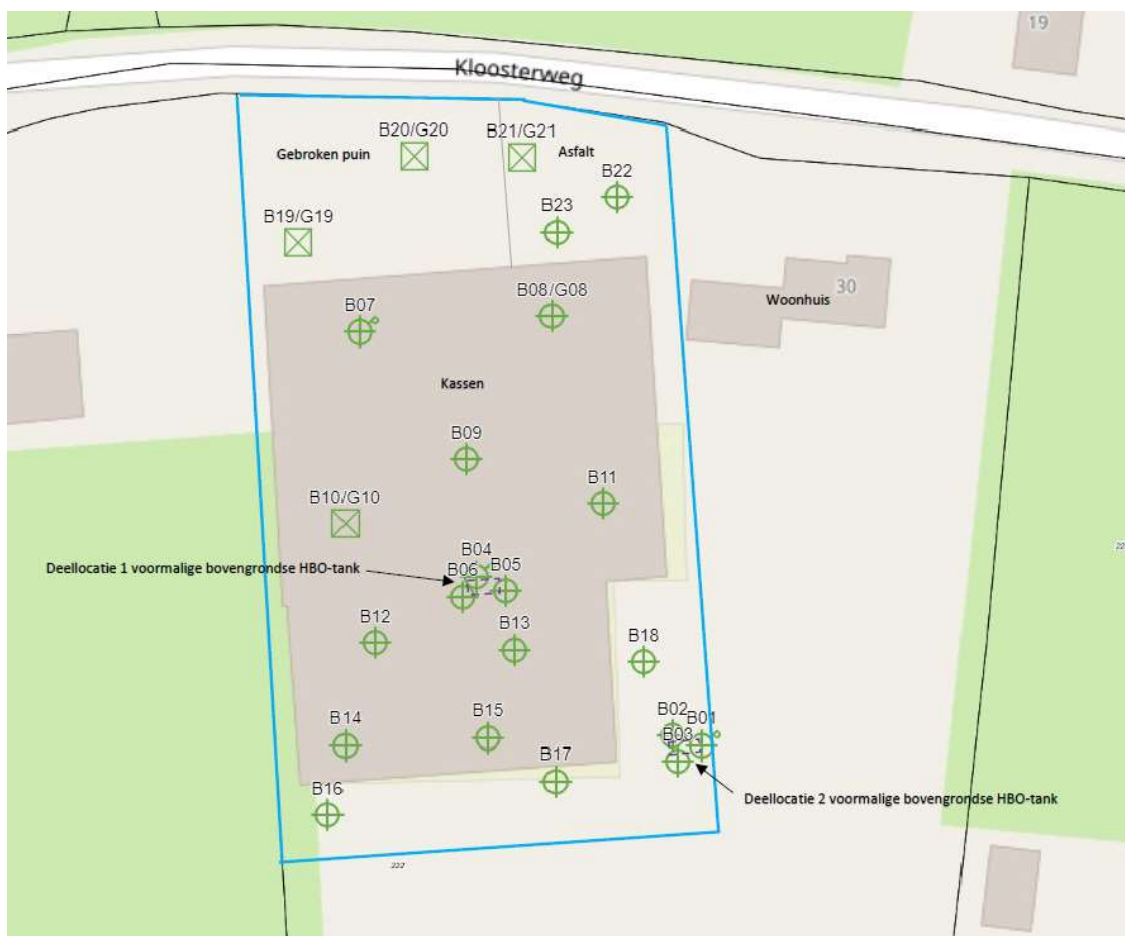 19
Kloosterweg
B20/G20
B21/G21
Gebroken puin
Asfalt
B22
B23
B19/G19
B08/G08
B07
Woonhuis
30
Kassen
B09
B11
B10/G10
B04
Deellocatie 1 voormalige bovengrondse HBO-tank
B06
B05
B12
B13
B18
B02
B01
B03
B14
B15
B17
Deellocatie 2 voormalige bovengrondse HBO-tank
B16
222